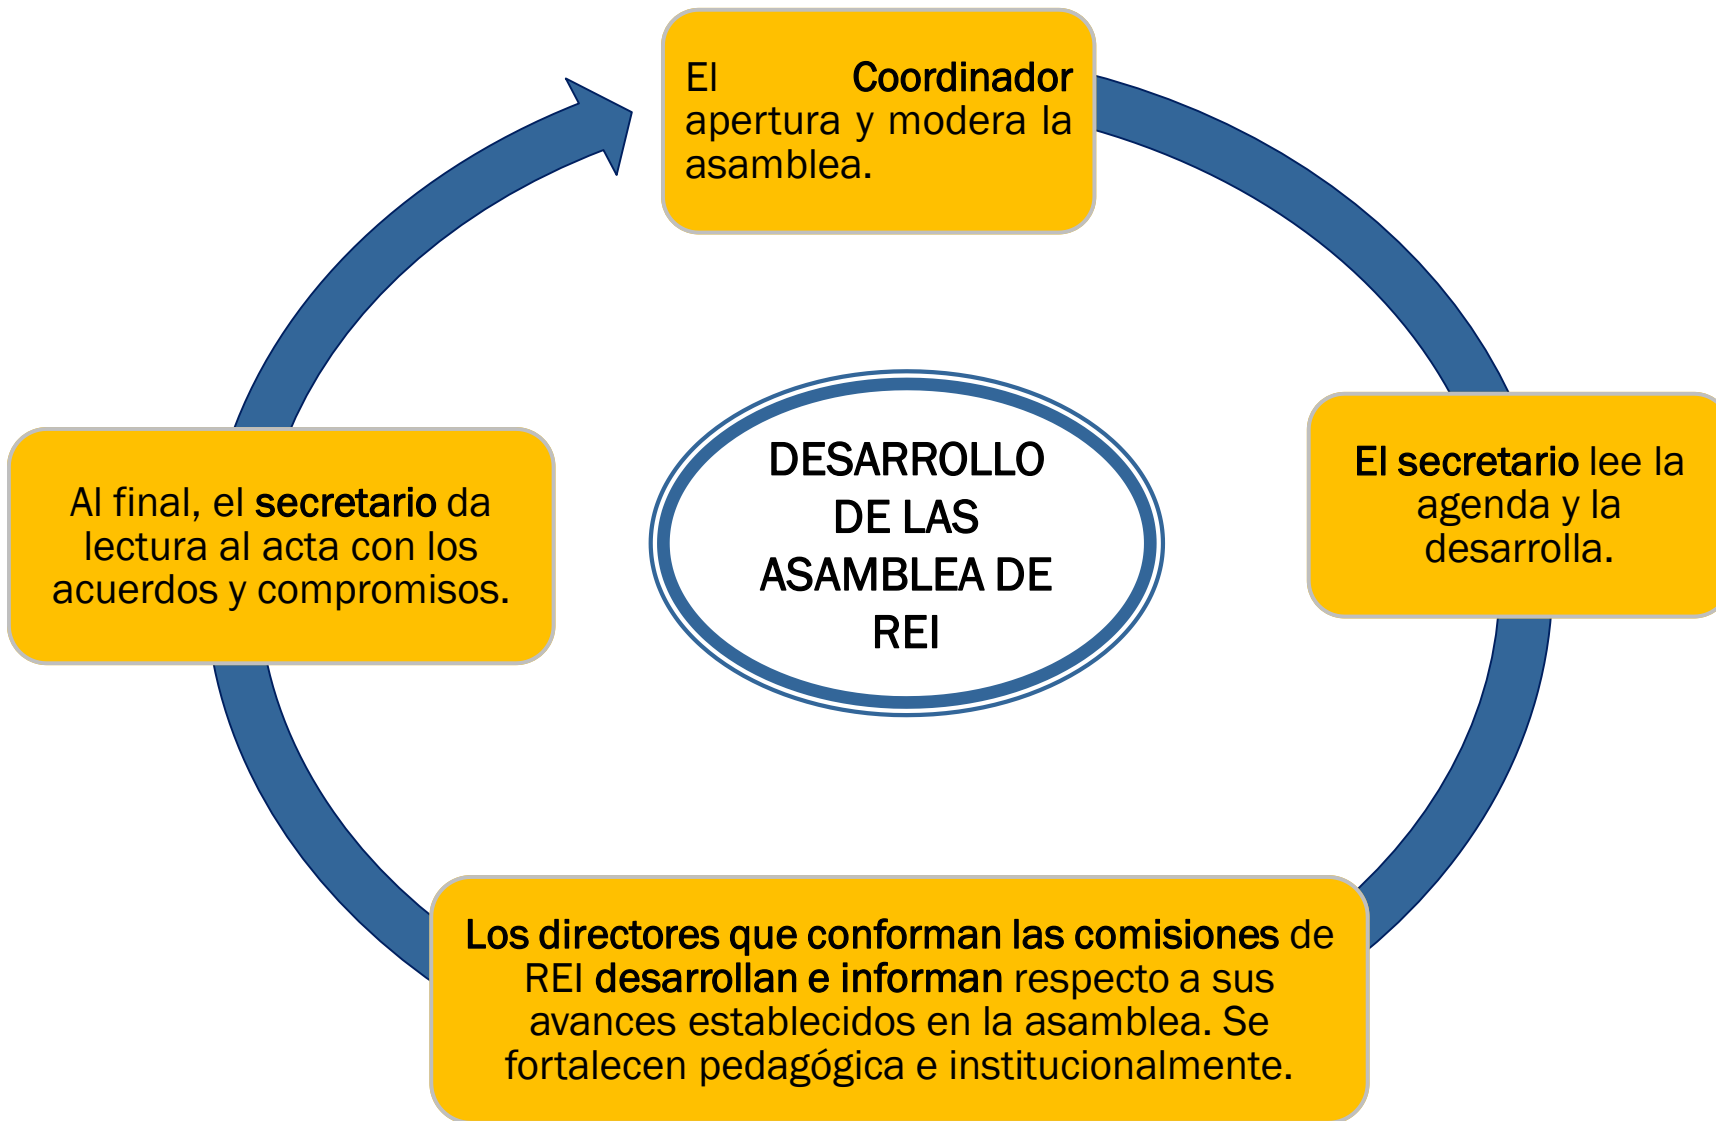 El Coordinador
apertura y modera la
asamblea.
El secretario lee la
agenda y la
desarrolla.
Los directores que conforman las comisiones de
REI desarrollan e informan respecto a sus
avances establecidos en la asamblea. Se
fortalecen pedagógica e institucionalmente.
Al final, el secretario da
lectura al acta con los
acuerdos y compromisos.
DESARROLLO
DE LAS
ASAMBLEA DE
REI